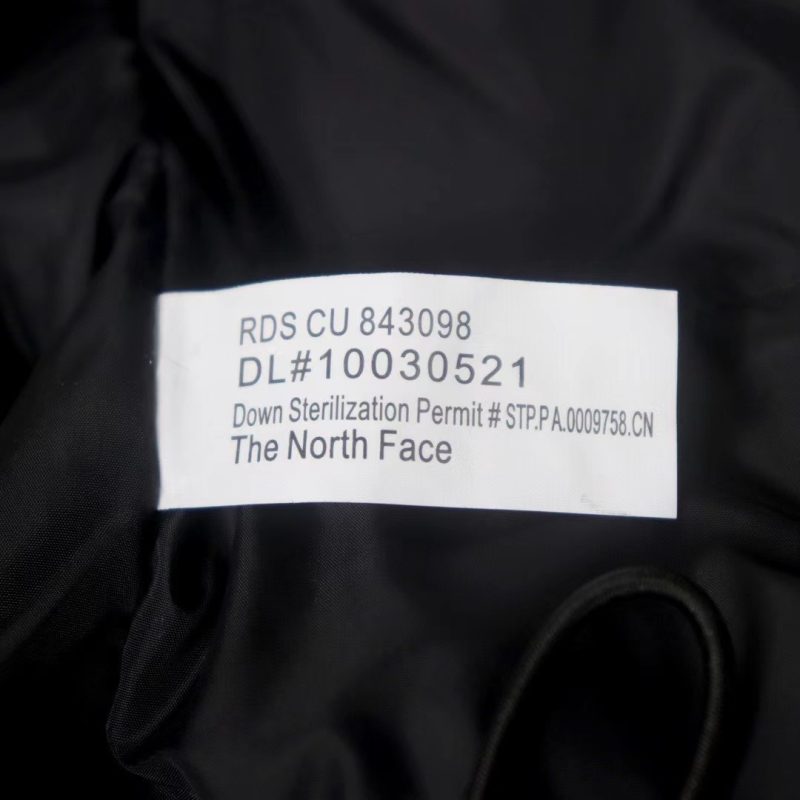 RDS CU 843098
DL#10030521
Down Sterilization Permit # STP.PA.0009758.CN
The North Face